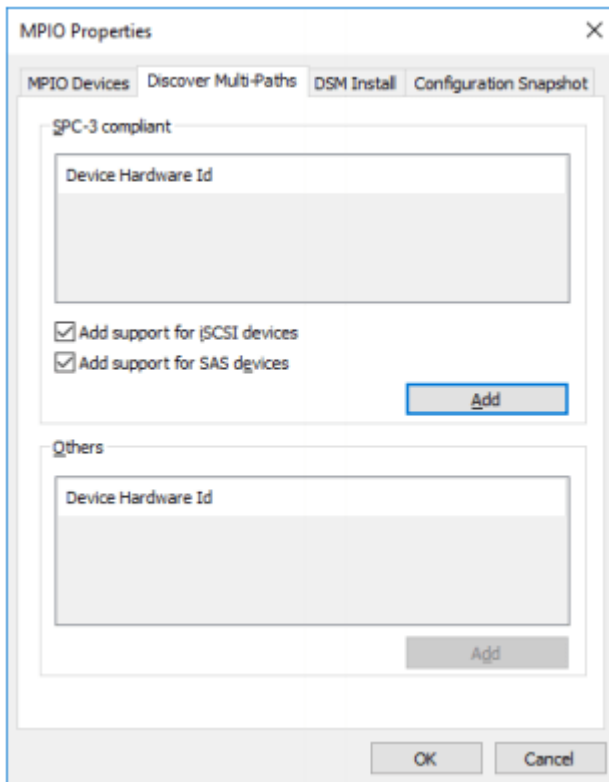 MPIO Properties
MPIO Devices Discover Multi-Paths DSM Install Configuration Snapshot
SPC-3 compliant
Device Hardware Id
Add support for iSCSI devices
Add support for SAS devices
Add
Others
Device Hardware Id
Add
OK Cancel